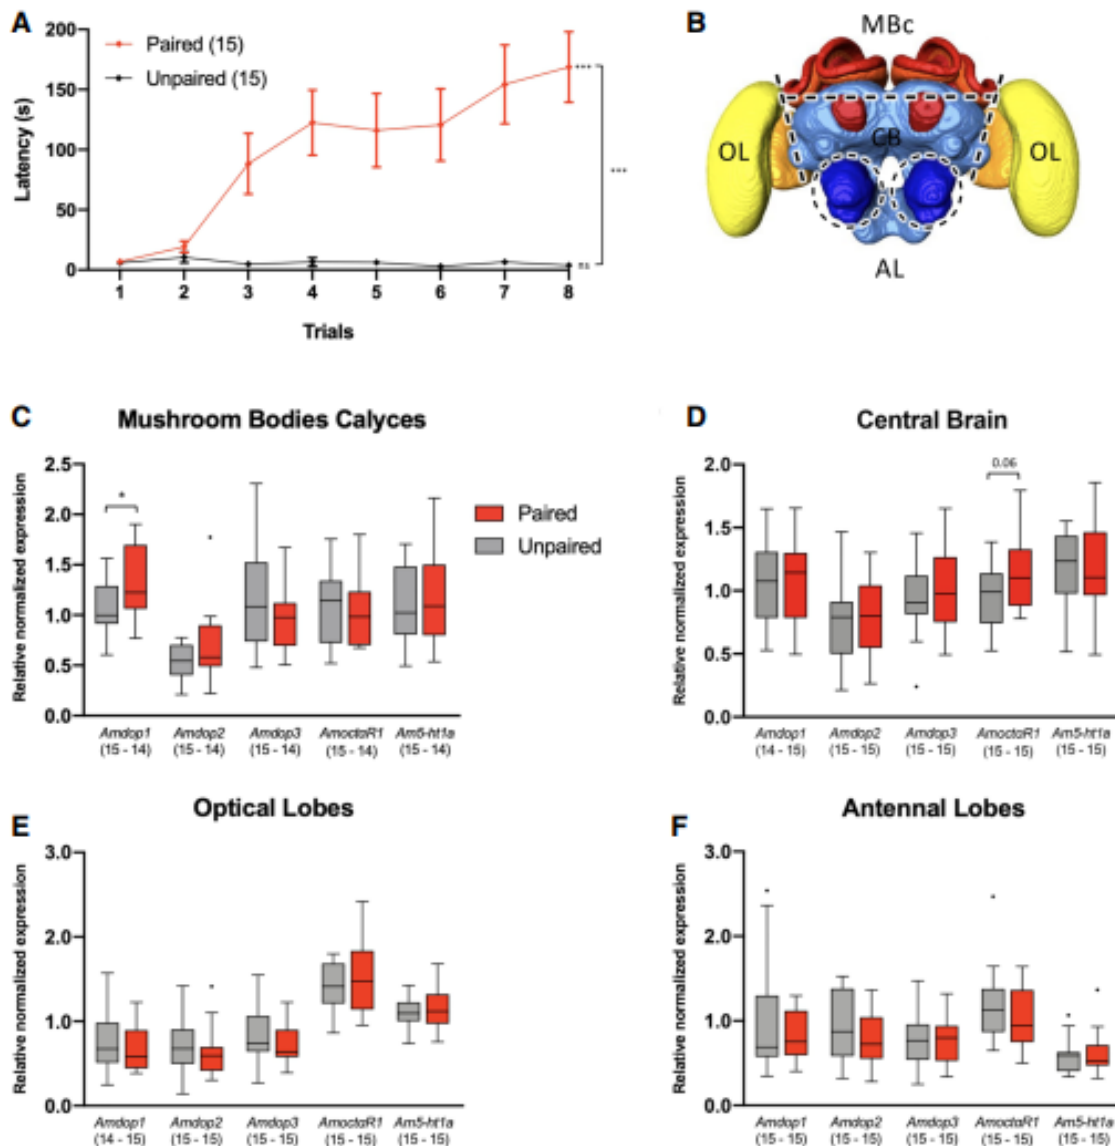 A
200
150
100
50
0
Latency (s)
Paired (15)
Unpaired (15)
***
***
ns
1 2 3 4 5 6 7 8
Trials
B
MBc
OL
CB
OL
AL
C
Mushroom Bodies Calyces
Relative normalized expression
2.5
2.0
1.5
1.0
0.5
0.0
*
Paired
Unpaired
Amdop1 Amdop2 Amdop3 AmoctαR1 Am5-ht1a
(15 - 14) (15 - 14) (15 - 14) (15 - 14) (15 - 14)
D
Central Brain
Relative normalized expression
2.0
1.5
1.0
0.5
0.0
0.06
Amdop1 Amdop2 Amdop3 AmoctαR1 Am5-ht1a
(14 - 15) (15 - 15) (15 - 15) (15 - 15) (15 - 15)
E
Optical Lobes
Relative normalized expression
3.0
2.0
1.0
0.0
Amdop1 Amdop2 Amdop3 AmoctαR1 Am5-ht1a
(14 - 15) (15 - 15) (15 - 15) (15 - 15) (15 - 15)
F
Antennal Lobes
Relative normalized expression
3.0
2.0
1.0
0.0
Amdop1 Amdop2 Amdop3 AmoctαR1 Am5-ht1a
(15 - 15) (15 - 15) (15 - 15) (15 - 15) (15 - 15)